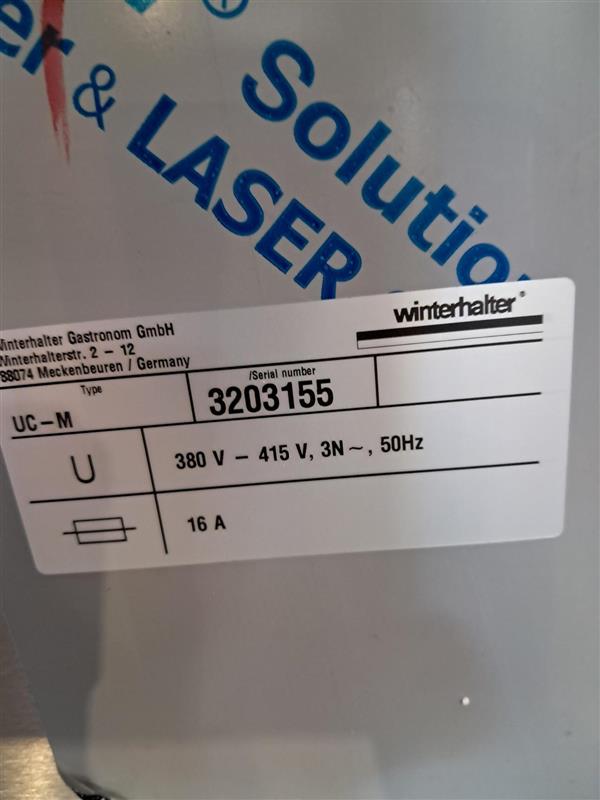 & LASER
Solution
winterhalter®
Winterhalter Gastronom GmbH
Winterhalterstr. 2 – 12
88074 Meckenbeuren / Germany
Type
/Serial number
UC–M
3203155
U
380 V – 415 V, 3N ~, 50Hz
16 A